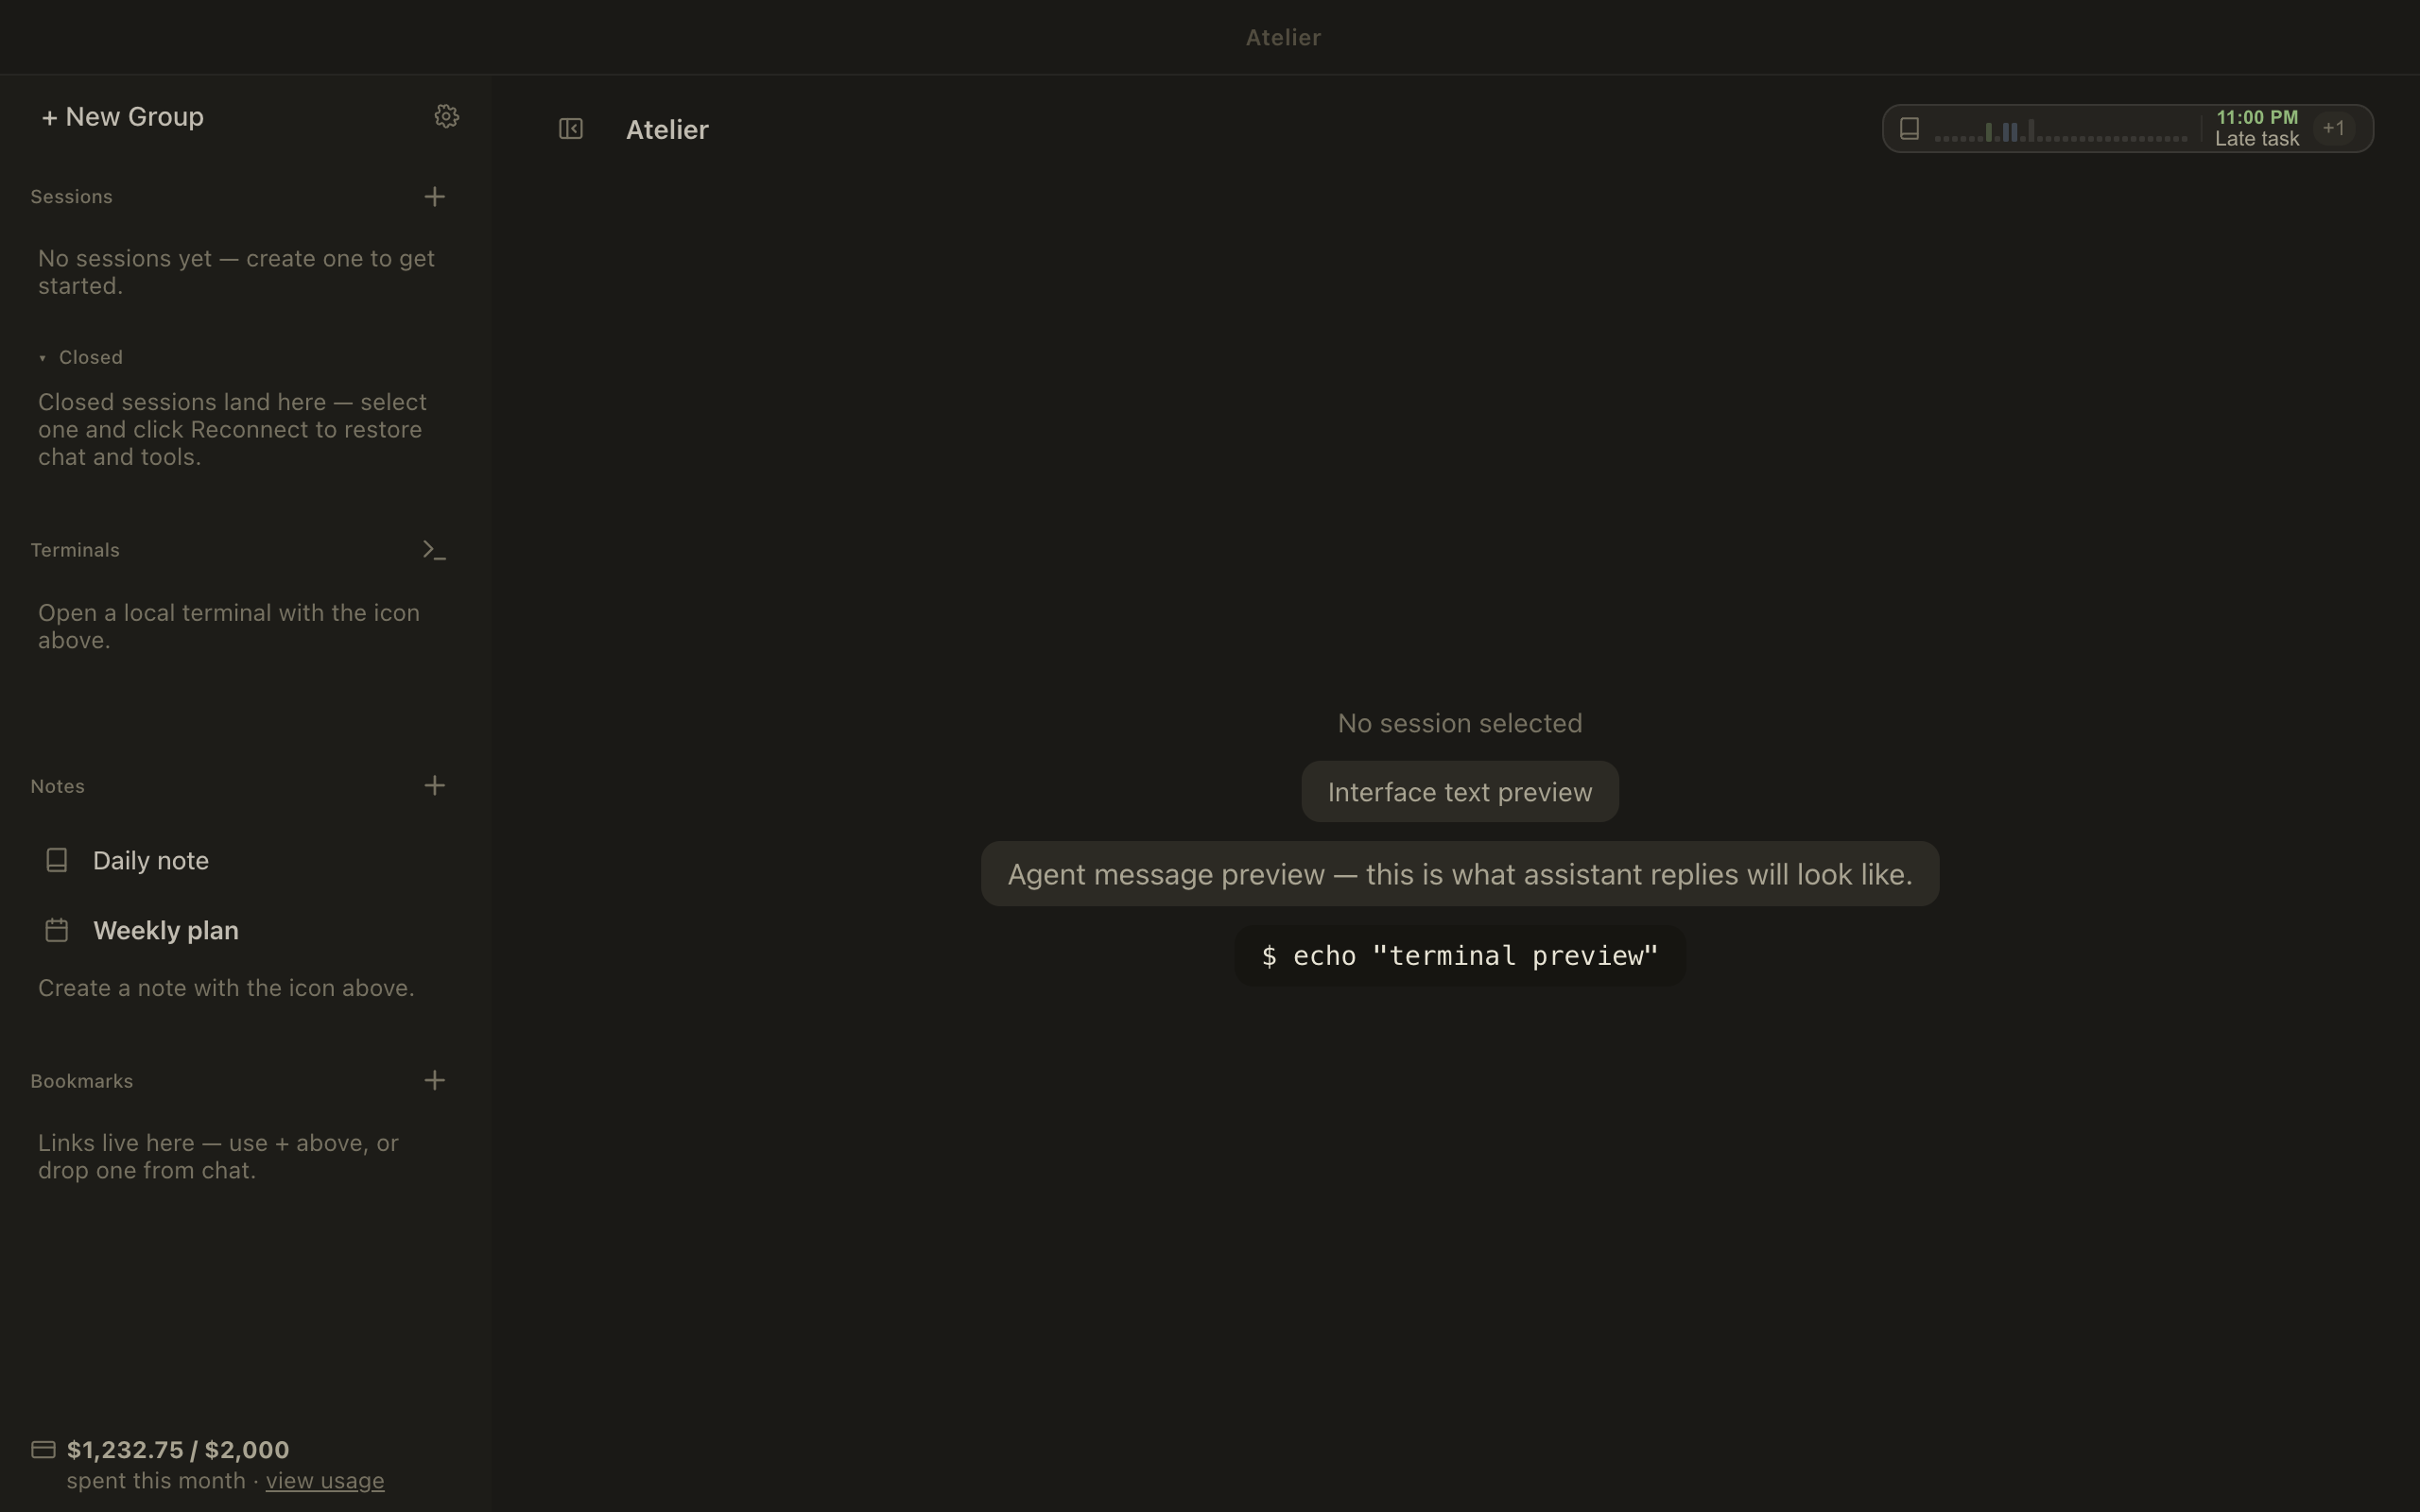 Atelier
+ New Group
Atelier
11:00 PM
Late task
+1
Sessions
No sessions yet — create one to get
started.
Closed
Closed sessions land here — select
one and click Reconnect to restore
chat and tools.
Terminals
Open a local terminal with the icon
above.
No session selected
Interface text preview
Agent message preview — this is what assistant replies will look like.
$ echo "terminal preview"
Notes
Daily note
Weekly plan
Create a note with the icon above.
Bookmarks
Links live here — use + above, or
drop one from chat.
$1,232.75 / $2,000
spent this month · view usage